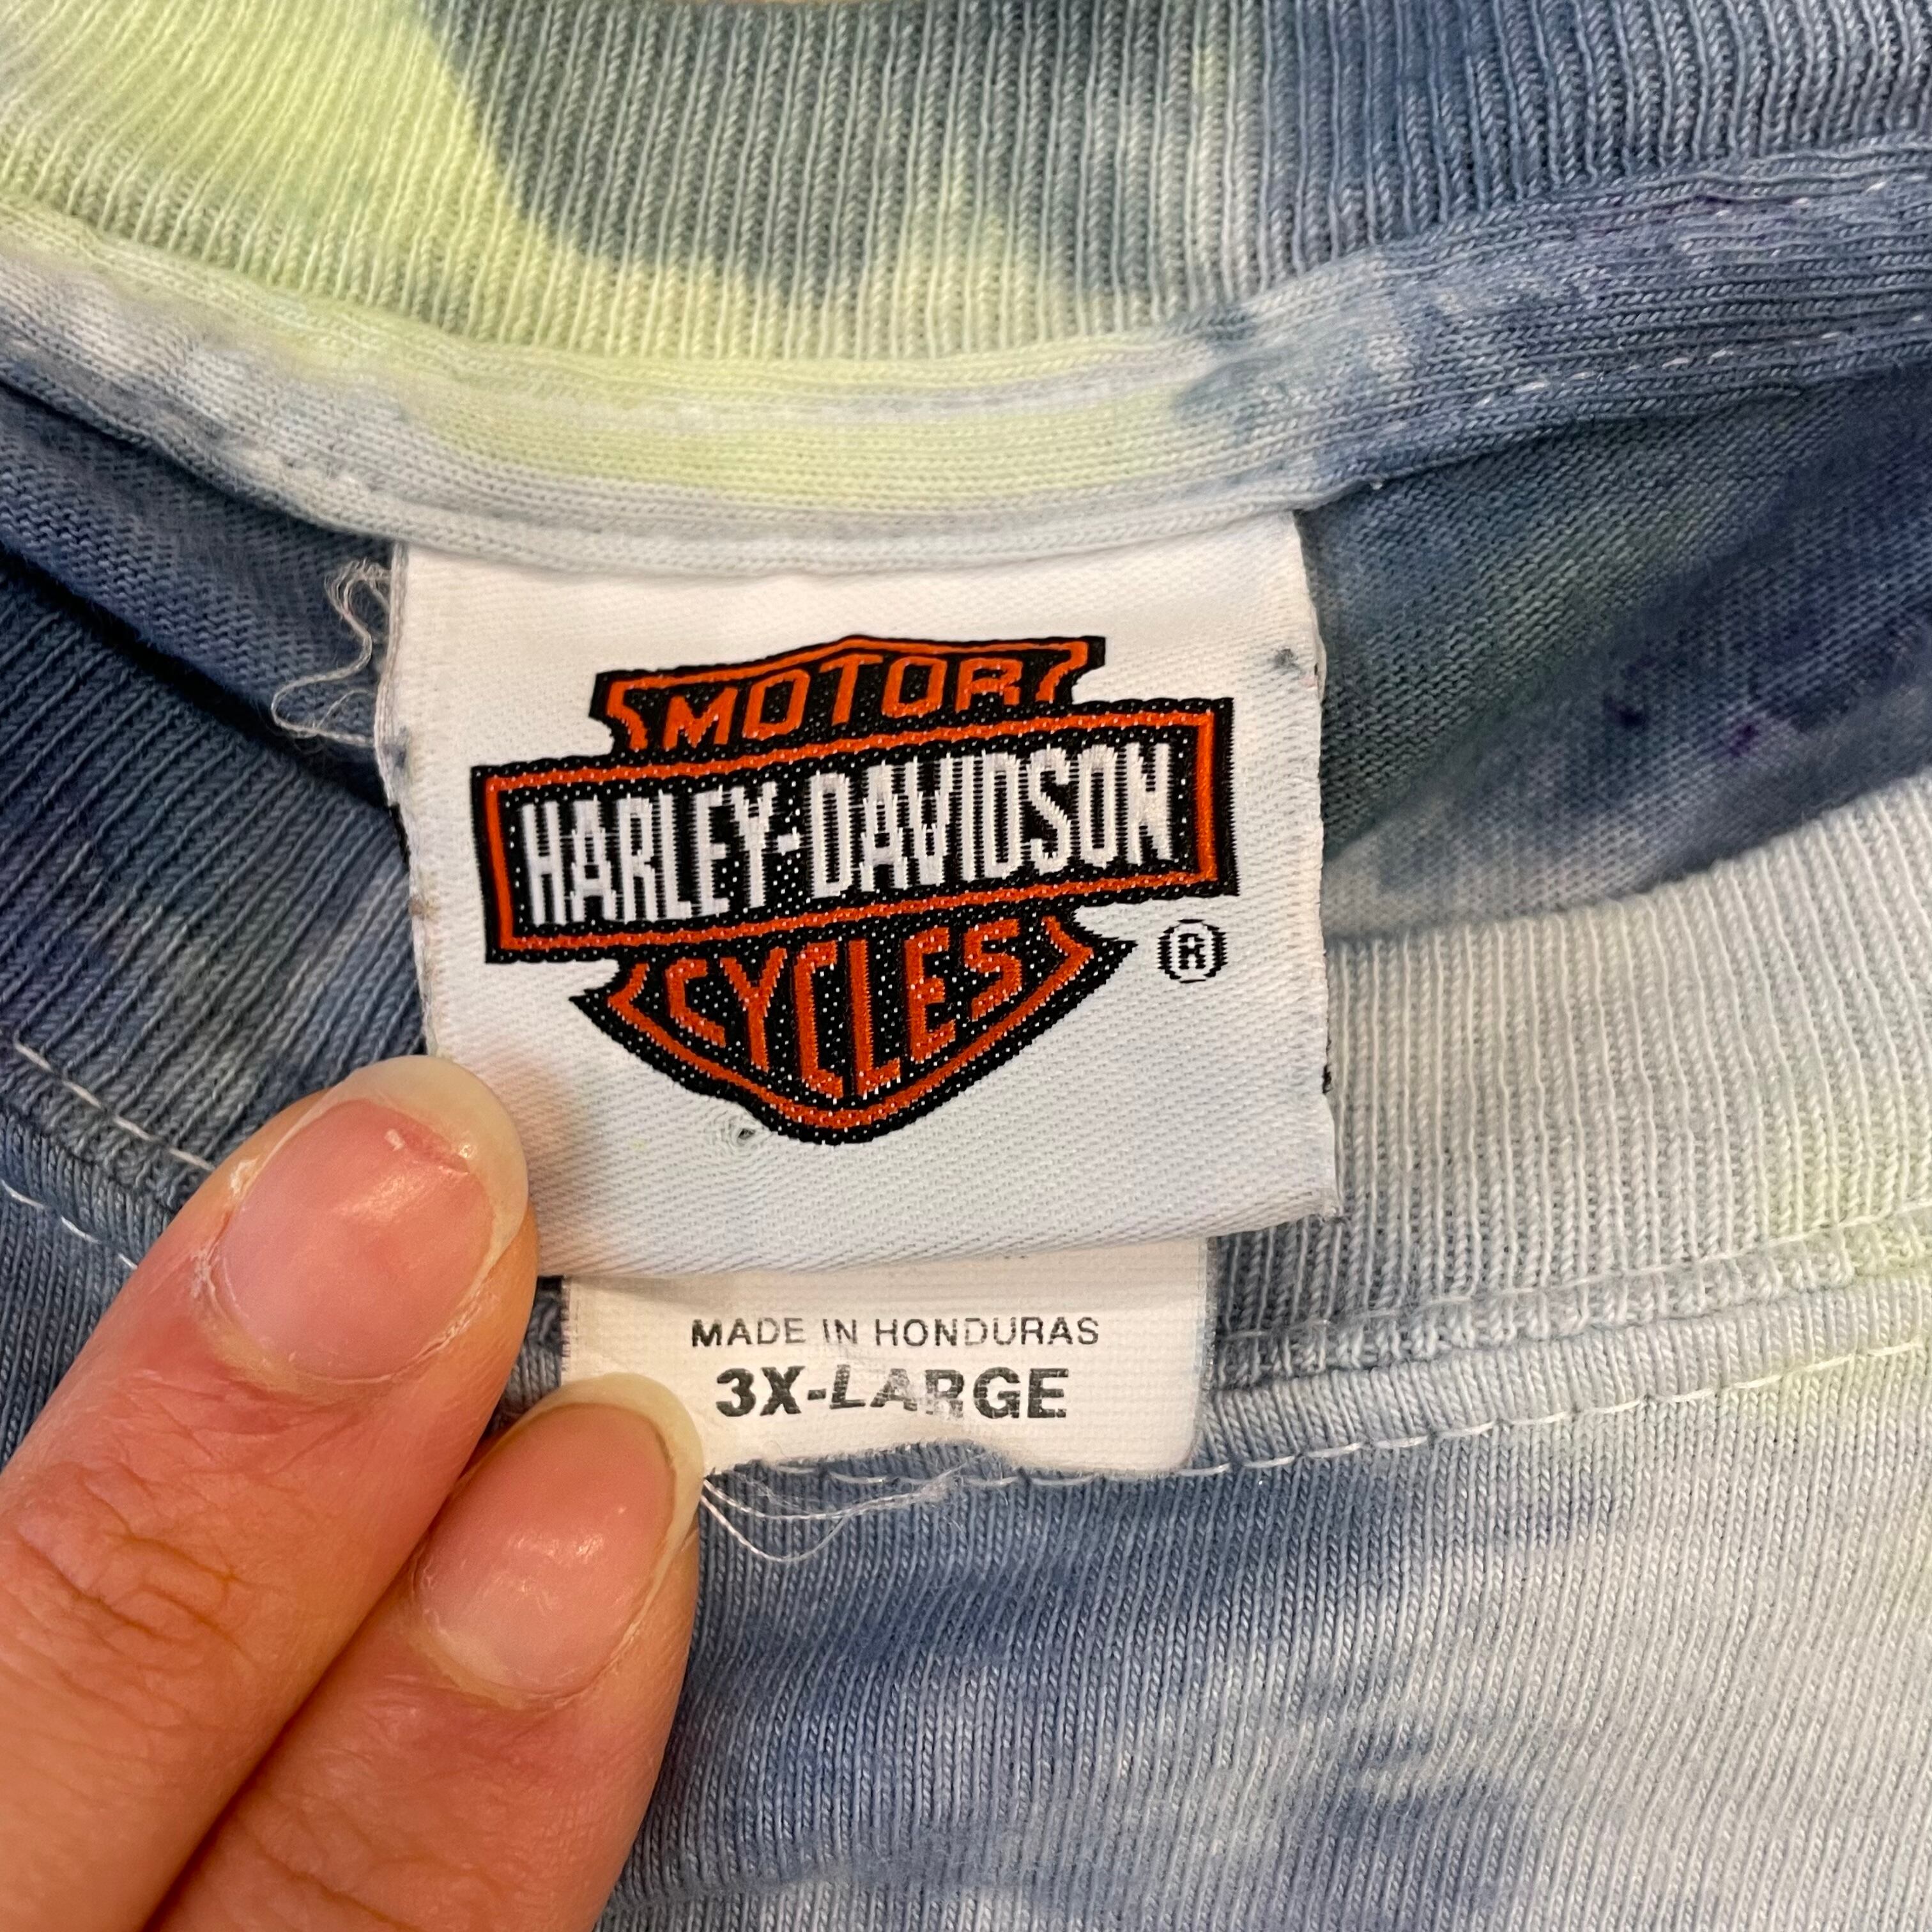 MOTOR
HARLEY-DAVIDSON
CYCLES
®
MADE IN HONDURAS
3X-LARGE